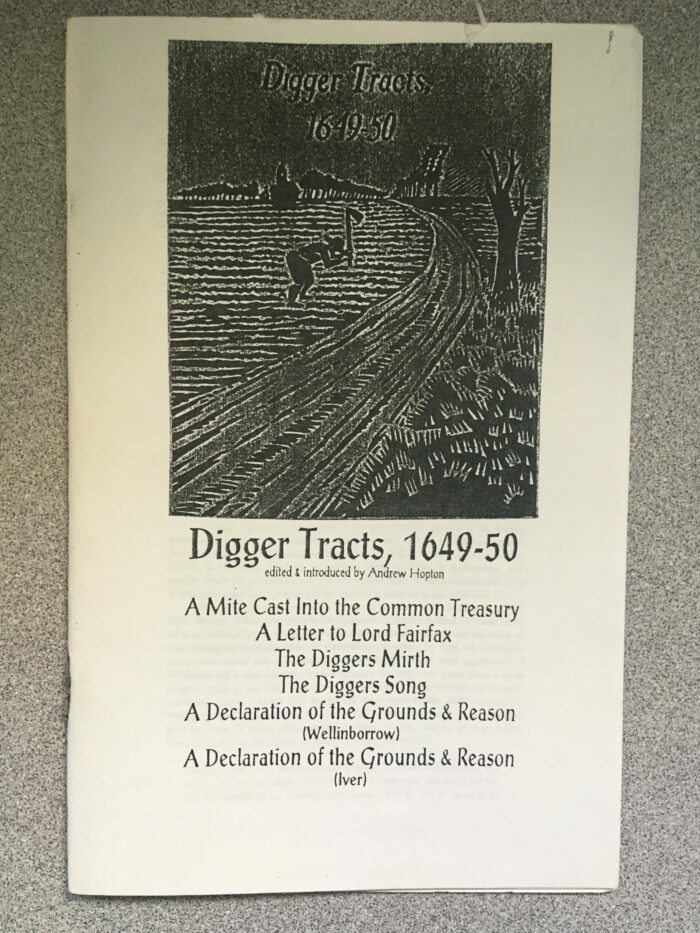 Digger Tracts,
1649-50
Digger Tracts, 1649-50
edited & introduced by Andrew Hopton
A Mite Cast Into the Common Treasury
A Letter to Lord Fairfax
The Diggers Mirth
The Diggers Song
A Declaration of the Grounds & Reason
(Wellinborrow)
A Declaration of the Grounds & Reason
(Iver)